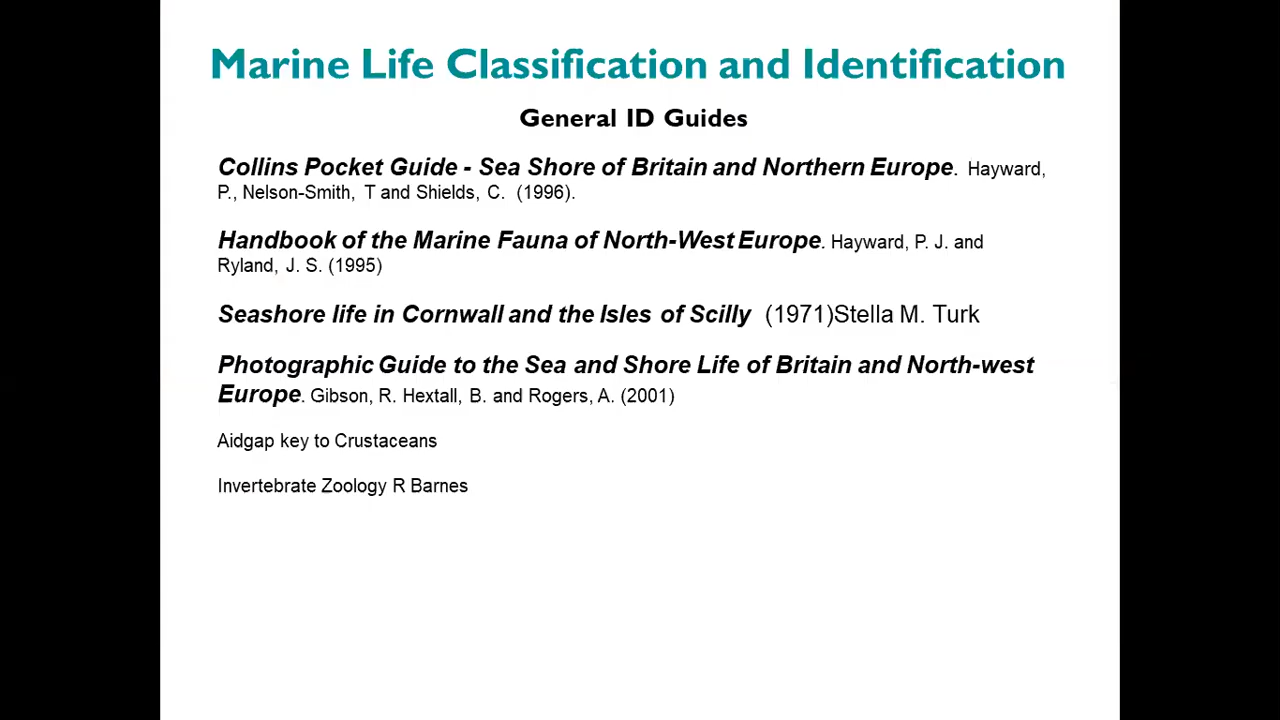 Marine Life Classification and Identification
General ID Guides
Collins Pocket Guide - Sea Shore of Britain and Northern Europe. Hayward,
P., Nelson-Smith, T and Shields, C. (1996).
Handbook of the Marine Fauna of North-West Europe. Hayward, P. J. and
Ryland, J. S. (1995)
Seashore life in Cornwall and the Isles of Scilly (1971)Stella M. Turk
Photographic Guide to the Sea and Shore Life of Britain and North-west
Europe. Gibson, R. Hextall, B. and Rogers, A. (2001)
Aidgap key to Crustaceans
Invertebrate Zoology R Barnes